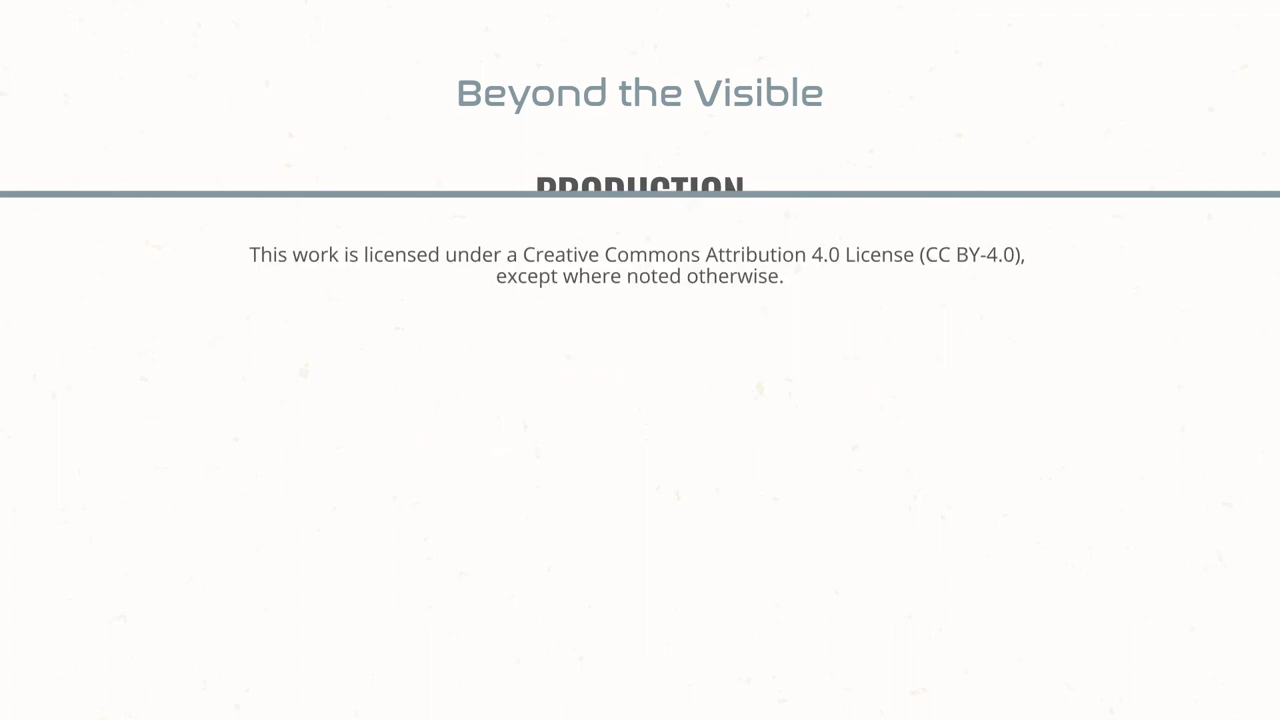 Beyond the Visible
PRODUCTION
This work is licensed under a Creative Commons Attribution 4.0 License (CC BY-4.0),
except where noted otherwise.